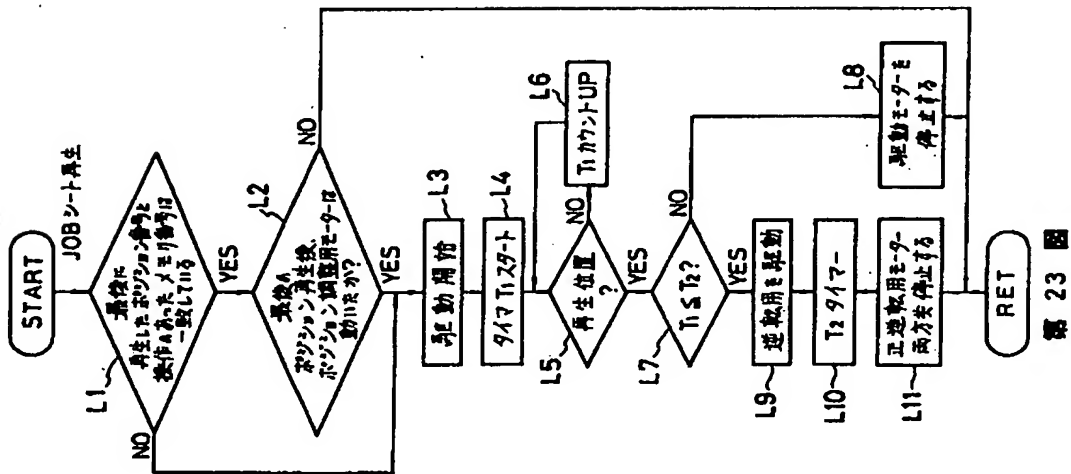 START
JOBシート再生
最後に
再生したポジション番号と
操作のあったメモリ番号は
一致している
L1
NO
YES
最後の
ポジション再生後、
ポジション調整用モーターは
動いたか?
L2
NO
YES
駆動開始
L3
タイマT1スタート
L4
再生位置
?
L5
NO
T1カウントUP
L6
YES
T1≦T2?
L7
NO
駆動モーターを
停止する
L8
YES
逆転用を駆動
L9
T2タイマー
L10
正逆転用モーター
両方共停止する
L11
RET
第 23 図